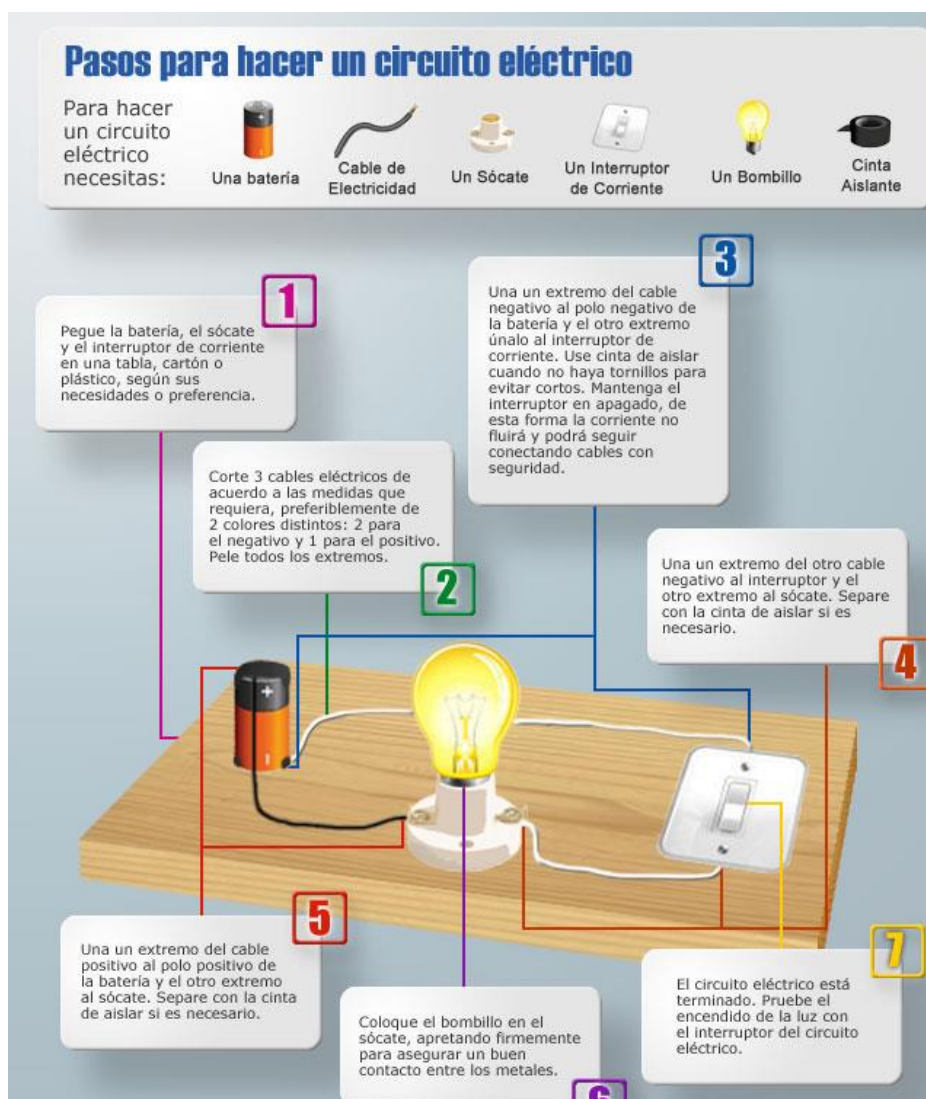 Pasos para hacer un circuito eléctrico
Para hacer
un circuito
eléctrico
necesitas:
Una batería
Cable de
Electricidad
Un Sócate
Un Interruptor
de Corriente
Un Bombillo
Cinta
Aislante
1
Pegue la batería, el sócate
y el interruptor de corriente
en una tabla, cartón o
plástico, según sus
necesidades o preferencia.
2
Corte 3 cables eléctricos de
acuerdo a las medidas que
requiera, preferiblemente de
2 colores distintos: 2 para
el negativo y 1 para el positivo.
Pele todos los extremos.
3
Una un extremo del cable
negativo al polo negativo de
la batería y el otro extremo
únalo al interruptor de
corriente. Use cinta de aislar
cuando no haya tornillos para
evitar cortos. Mantenga el
interruptor en apagado, de
esta forma la corriente no
fluirá y podrá seguir
conectando cables con
seguridad.
4
Una un extremo del otro cable
negativo al interruptor y el
otro extremo al sócate. Separe
con la cinta de aislar si es
necesario.
+
-
5
Una un extremo del cable
positivo al polo positivo de
la batería y el otro extremo
al sócate. Separe con la cinta
de aislar si es necesario.
6
Coloque el bombillo en el
sócate, apretando firmemente
para asegurar un buen
contacto entre los metales.
7
El circuito eléctrico está
terminado. Pruebe el
encendido de la luz con
el interruptor del circuito
eléctrico.